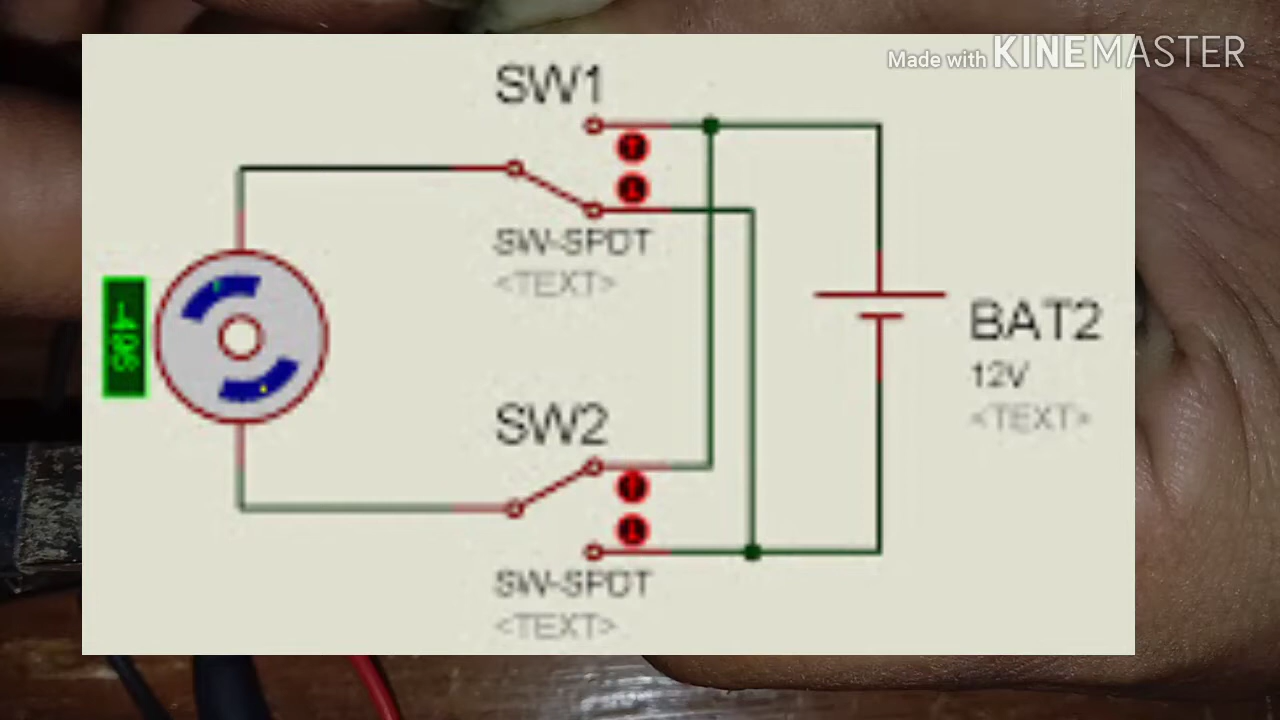 Made with KINEMASTER
SW1
SW-SPDT
<TEXT>
BAT2
12V
<TEXT>
SW2
SW-SPDT
<TEXT>